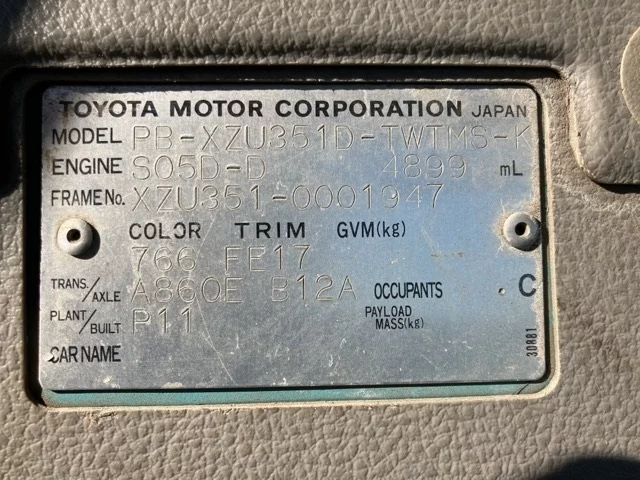 TOYOTA MOTOR CORPORATION JAPAN
MODEL PB-XZU351D-TWTMS-K
ENGINE S05D-D 4899 mL
FRAME No. XZU351-0001947
COLOR TRIM GVM(kg)
766 FE17
TRANS./AXLE A860E B12A OCCUPANTS C
PLANT/BUILT P11 PAYLOAD MASS(kg)
CAR NAME
30881